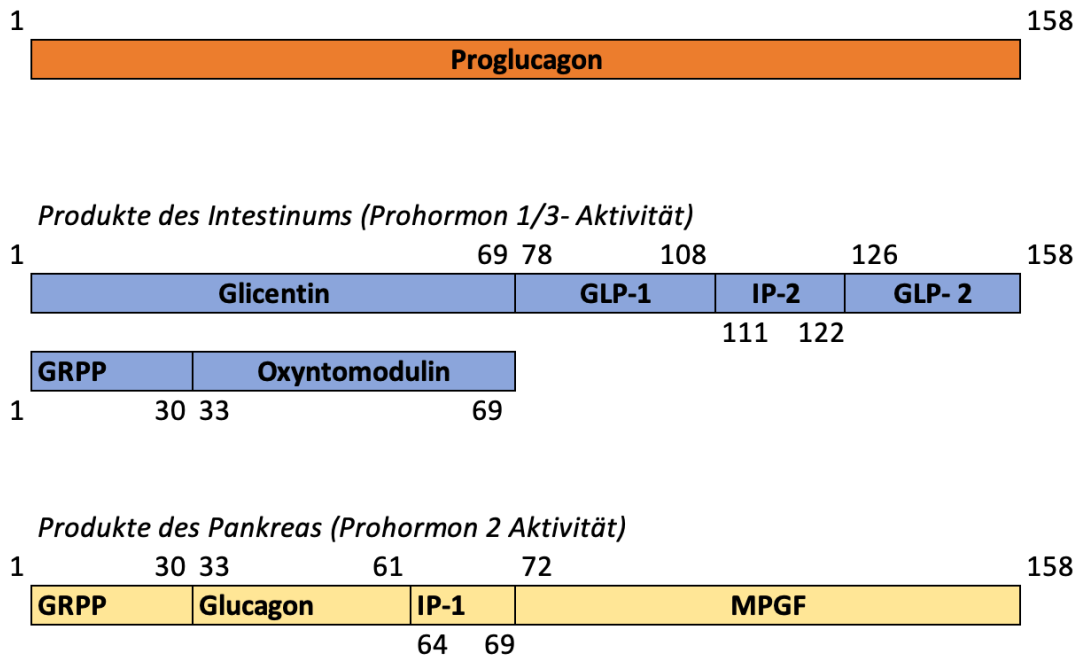 1 158
Proglucagon
Produkte des Intestinums (Prohormon 1/3- Aktivität)
1 69 78 108 126 158
Glicentin GLP-1 IP-2 GLP- 2
111 122
GRPP Oxyntomodulin
1 30 33 69
Produkte des Pankreas (Prohormon 2 Aktivität)
1 30 33 61 72 158
GRPP Glucagon IP-1 MPGF
64 69